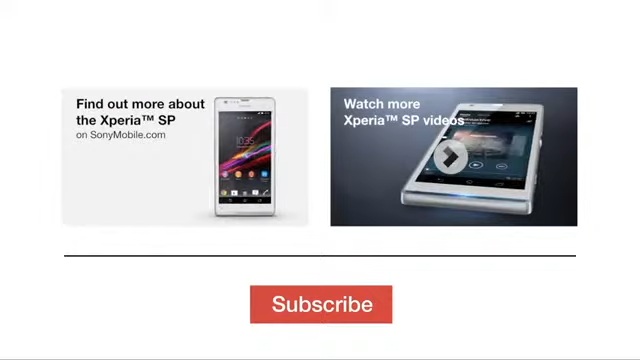 Find out more about
the Xperia™ SP
on SonyMobile.com
Watch more
Xperia™ SP videos
Subscribe